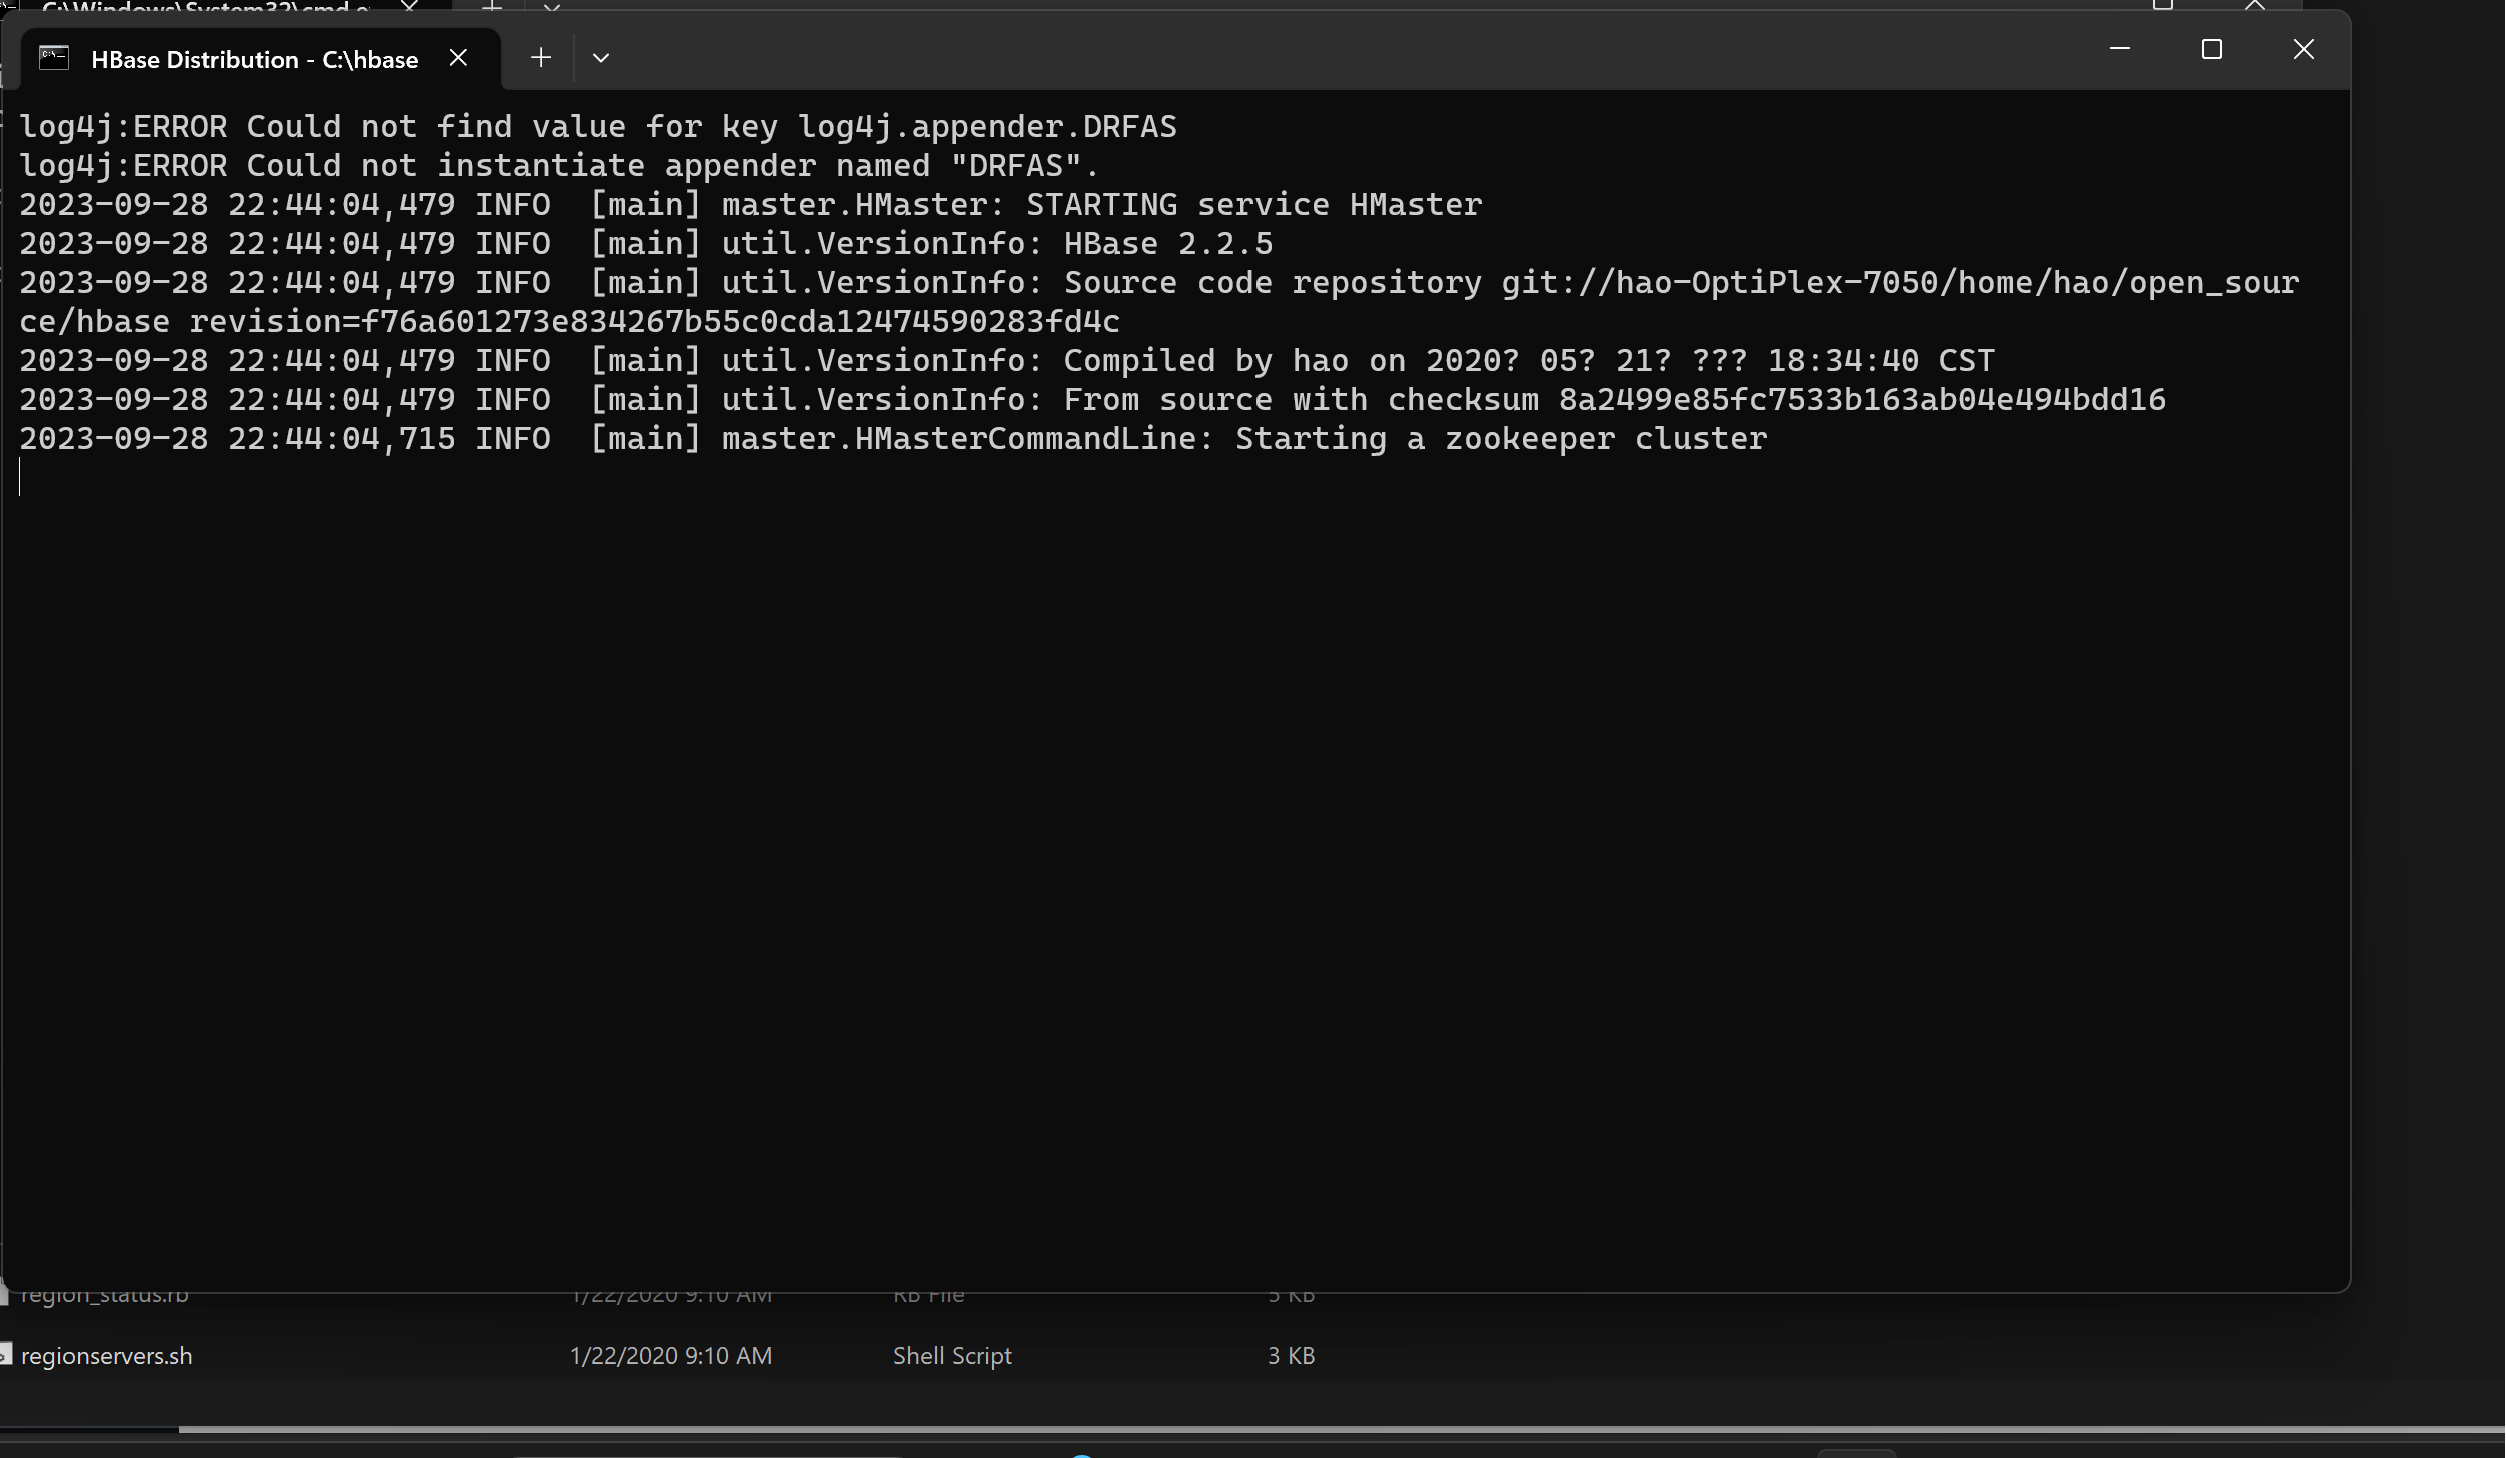 C:\Windows\System32\cmd.e
HBase Distribution - C:\hbase
log4j:ERROR Could not find value for key log4j.appender.DRFAS
log4j:ERROR Could not instantiate appender named "DRFAS".
2023-09-28 22:44:04,479 INFO  [main] master.HMaster: STARTING service HMaster
2023-09-28 22:44:04,479 INFO  [main] util.VersionInfo: HBase 2.2.5
2023-09-28 22:44:04,479 INFO  [main] util.VersionInfo: Source code repository git://hao-OptiPlex-7050/home/hao/open_sour
ce/hbase revision=f76a601273e834267b55c0cda12474590283fd4c
2023-09-28 22:44:04,479 INFO  [main] util.VersionInfo: Compiled by hao on 2020? 05? 21? ??? 18:34:40 CST
2023-09-28 22:44:04,479 INFO  [main] util.VersionInfo: From source with checksum 8a2499e85fc7533b163ab04e494bdd16
2023-09-28 22:44:04,715 INFO  [main] master.HMasterCommandLine: Starting a zookeeper cluster
region_status.rb 1/22/2020 9:10 AM RB File 5 KB
regionservers.sh 1/22/2020 9:10 AM Shell Script 3 KB